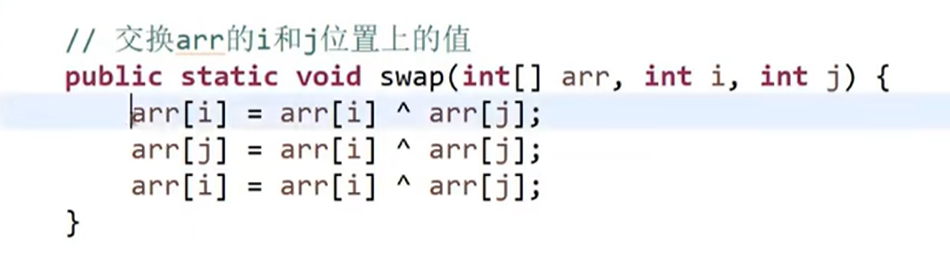 // 交换arr的i和j位置上的值
public static void swap(int[] arr, int i, int j) {
arr[i] = arr[i] ^ arr[j];
arr[j] = arr[i] ^ arr[j];
arr[i] = arr[i] ^ arr[j];
}